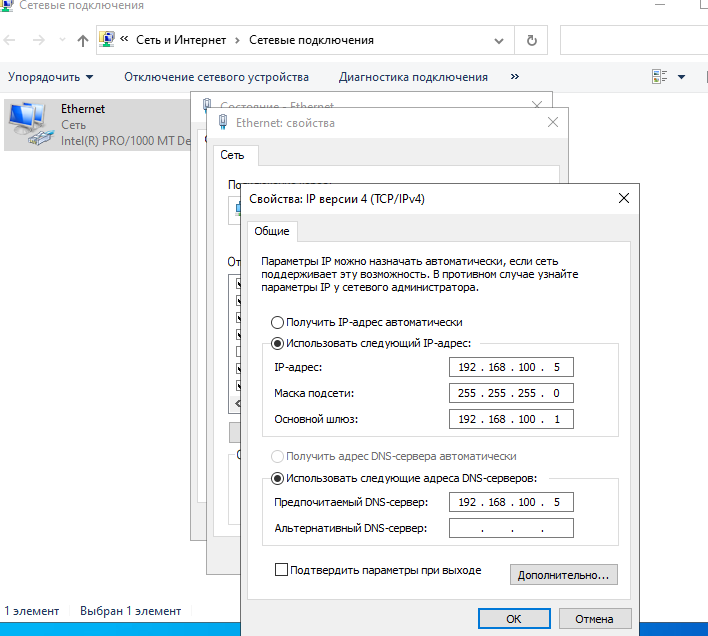 Сетевые подключения
« Сеть и Интернет › Сетевые подключения
Упорядочить Отключение сетевого устройства Диагностика подключения »
Ethernet
Сеть
Intel(R) PRO/1000 MT De
Состояние - Ethernet
Ethernet: свойства
Сеть
Свойства: IP версии 4 (TCP/IPv4)
Общие
Параметры IP можно назначать автоматически, если сеть
поддерживает эту возможность. В противном случае узнайте
параметры IP у сетевого администратора.
Получить IP-адрес автоматически
Использовать следующий IP-адрес:
IP-адрес: 192 . 168 . 100 . 5
Маска подсети: 255 . 255 . 255 . 0
Основной шлюз: 192 . 168 . 100 . 1
Получить адрес DNS-сервера автоматически
Использовать следующие адреса DNS-серверов:
Предпочитаемый DNS-сервер: 192 . 168 . 100 . 5
Альтернативный DNS-сервер: . . .
Подтвердить параметры при выходе
Дополнительно...
OK Отмена
1 элемент Выбран 1 элемент